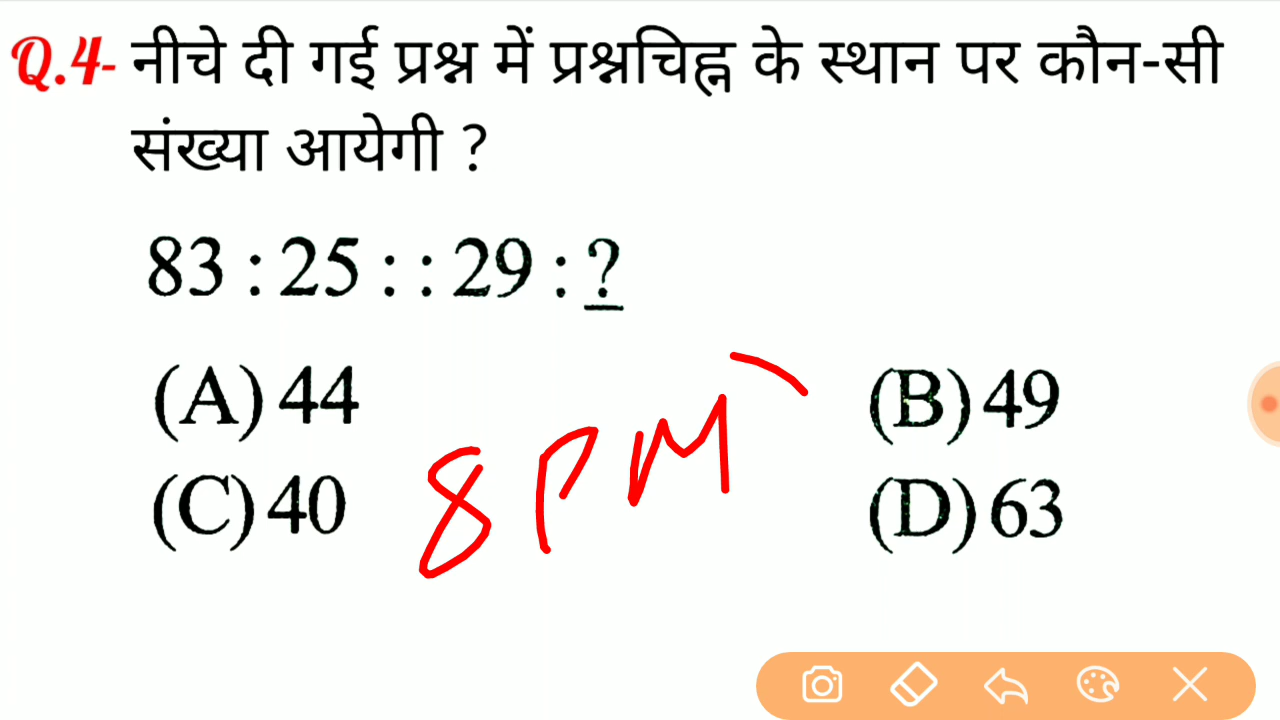 Q.4- नीचे दी गई प्रश्न में प्रश्नचिह्न के स्थान पर कौन-सी
संख्या आयेगी ?
83 : 25 : : 29 : ?
(A) 44 (B) 49
(C) 40 (D) 63
8 PM